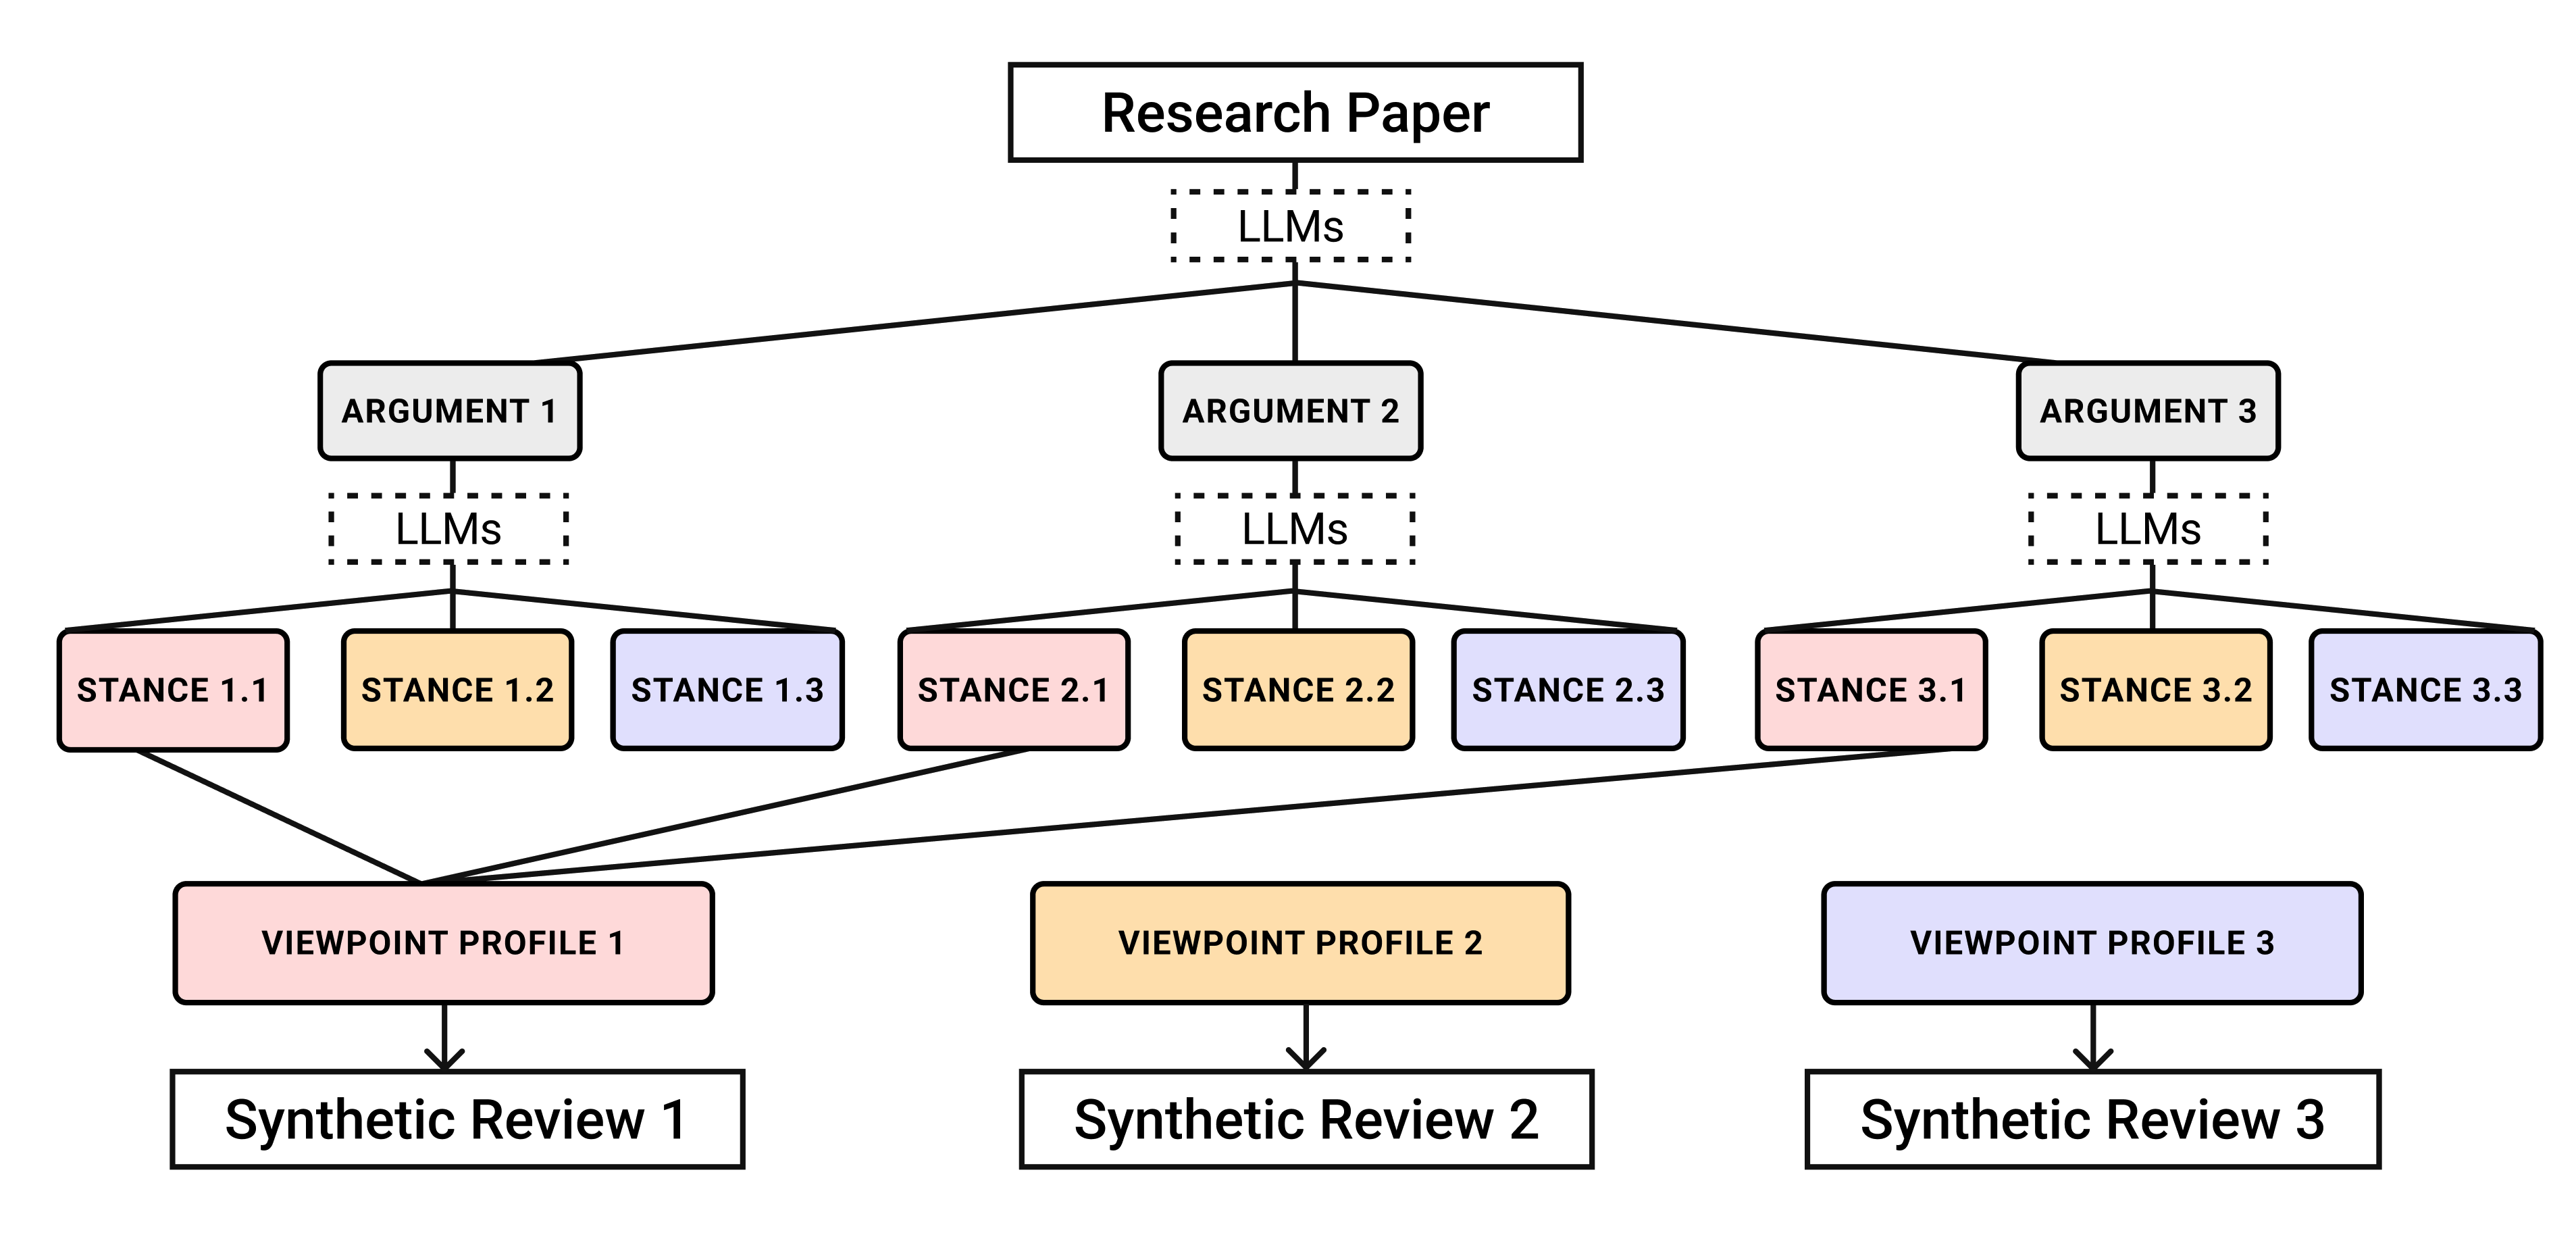 Research Paper
LLMs
ARGUMENT 1
ARGUMENT 2
ARGUMENT 3
LLMs
LLMs
LLMs
STANCE 1.1
STANCE 1.2
STANCE 1.3
STANCE 2.1
STANCE 2.2
STANCE 2.3
STANCE 3.1
STANCE 3.2
STANCE 3.3
VIEWPOINT PROFILE 1
VIEWPOINT PROFILE 2
VIEWPOINT PROFILE 3
Synthetic Review 1
Synthetic Review 2
Synthetic Review 3